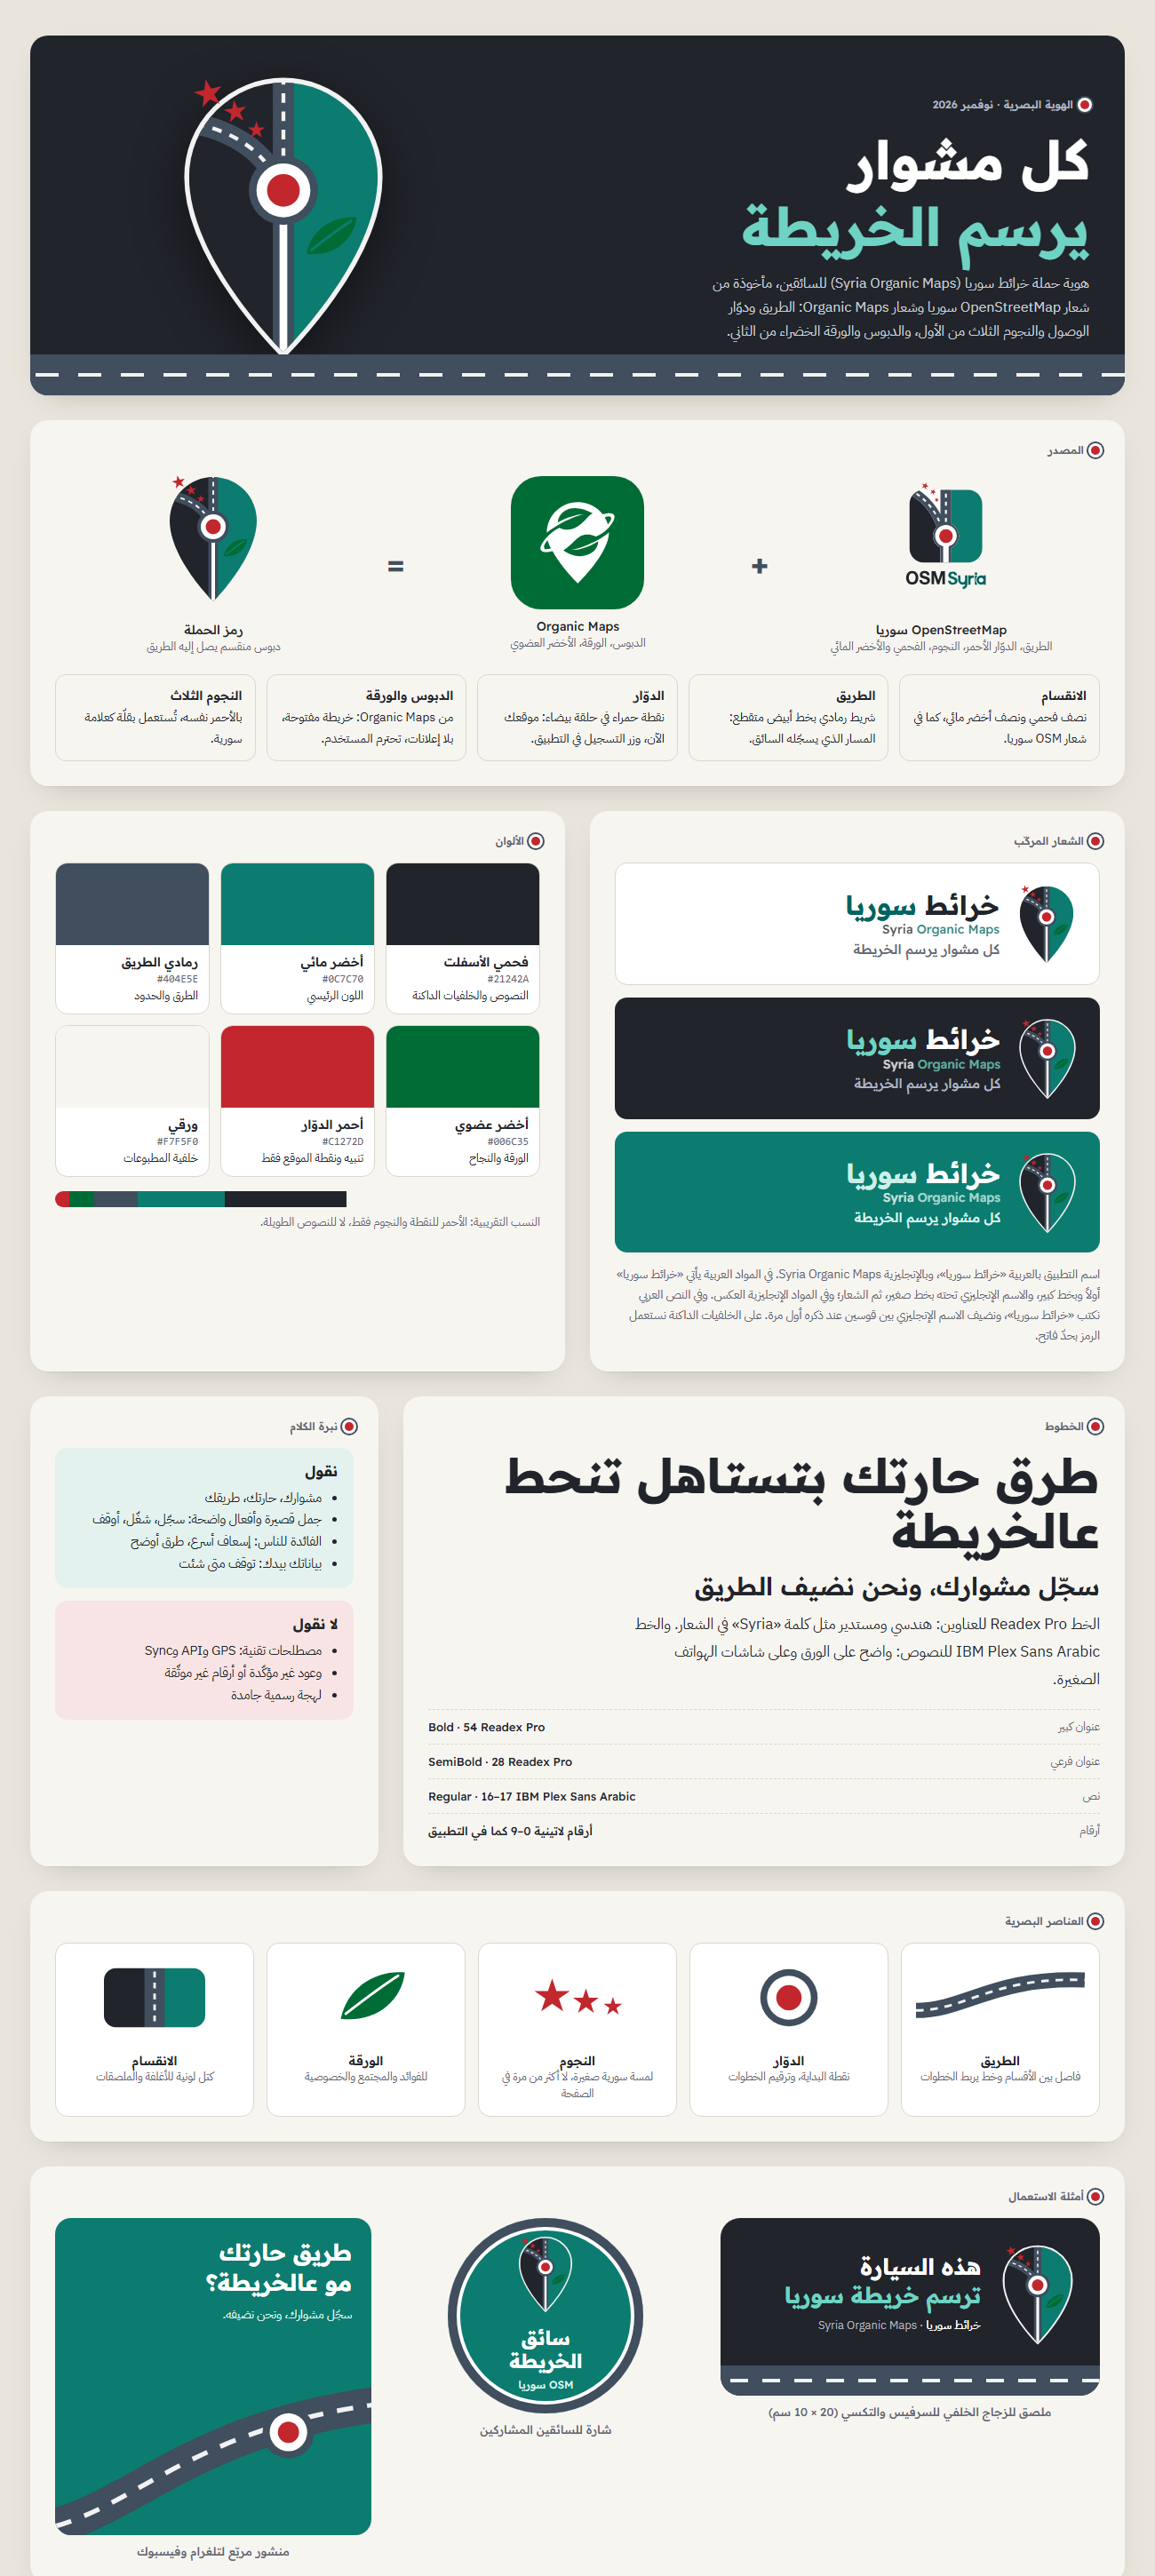 الهوية البصرية · نوفمبر 2026
كل مشوار
يرسم الخريطة
هوية حملة خرائط سوريا (Syria Organic Maps) للسائقين، مأخوذة من
شعار OpenStreetMap سوريا وشعار Organic Maps: الطريق ودوّار
الوصول والنجوم الثلاث من الأول، والدبوس والورقة الخضراء من الثاني.
المصدر
OSM Syria
OpenStreetMap سوريا
الطريق، الدوّار الأحمر، النجوم، الفحمي والأخضر المائي
+
Organic Maps
الدبوس، الورقة، الأخضر العضوي
=
رمز الحملة
دبوس منقسم يصل إليه الطريق
الانقسام
نصف فحمي ونصف أخضر مائي، كما في
شعار OSM سوريا.
الطريق
شريط رمادي بخط أبيض متقطع:
المسار الذي يسجّله السائق.
الدوّار
نقطة حمراء في حلقة بيضاء: موقعك
الآن، وزر التسجيل في التطبيق.
الدبوس والورقة
من Organic Maps: خريطة مفتوحة،
بلا إعلانات، تحترم المستخدم.
النجوم الثلاث
بالأحمر نفسه، تُستعمل بقلّة كعلامة
سورية.
الشعار المركّب
خرائط سوريا
Syria Organic Maps
كل مشوار يرسم الخريطة
خرائط سوريا
Syria Organic Maps
كل مشوار يرسم الخريطة
خرائط سوريا
Syria Organic Maps
كل مشوار يرسم الخريطة
اسم التطبيق بالعربية «خرائط سوريا»، وبالإنجليزية Syria Organic Maps. في المواد العربية يأتي «خرائط سوريا»
أولاً وبخط كبير، والاسم الإنجليزي تحته بخط صغير، ثم الشعار؛ وفي المواد الإنجليزية العكس. وفي النص العربي
نكتب «خرائط سوريا»، ونضيف الاسم الإنجليزي بين قوسين عند ذكره أول مرة. على الخلفيات الداكنة نستعمل
الرمز بحدّ فاتح.
الألوان
فحمي الأسفلت
#21242A
النصوص والخلفيات الداكنة
أخضر مائي
#0C7C70
اللون الرئيسي
رمادي الطريق
#404E5E
الطرق والحدود
أخضر عضوي
#006C35
الورقة والنجاح
أحمر الدوّار
#C1272D
تنبيه ونقطة الموقع فقط
ورقي
#F7F5F0
خلفية المطبوعات
النسب التقريبية: الأحمر للنقطة والنجوم فقط، لا للنصوص الطويلة.
الخطوط
طرق حارتك بتستاهل تنحط
عالخريطة
سجّل مشوارك، ونحن نضيف الطريق
الخط Readex Pro للعناوين: هندسي ومستدير مثل كلمة «Syria» في الشعار. والخط
IBM Plex Sans Arabic للنصوص: واضح على الورق وعلى شاشات الهواتف
الصغيرة.
عنوان كبير Bold · 54 Readex Pro
عنوان فرعي SemiBold · 28 Readex Pro
نص Regular · 16–17 IBM Plex Sans Arabic
أرقام أرقام لاتينية 0–9 كما في التطبيق
نبرة الكلام
نقول
• مشوارك، حارتك، طريقك
• جمل قصيرة وأفعال واضحة: سجّل، شغّل، أوقف
• الفائدة للناس: إسعاف أسرع، طرق أوضح
• بياناتك بيدك: توقف متى شئت
لا نقول
• مصطلحات تقنية: GPS وAPI وSync
• وعود غير مؤكّدة أو أرقام غير موثّقة
• لهجة رسمية جامدة
العناصر البصرية
الطريق
فاصل بين الأقسام وخط يربط الخطوات
الدوّار
نقطة البداية، وترقيم الخطوات
النجوم
لمسة سورية صغيرة، لا أكثر من مرة في
الصفحة
الورقة
للفوائد والمجتمع والخصوصية
الانقسام
كتل لونية للأغلفة والملصقات
أمثلة الاستعمال
هذه السيارة
ترسم خريطة سوريا
خرائط سوريا · Syria Organic Maps
ملصق للزجاج الخلفي للسرفيس والتكسي (20 × 10 سم)
سائق
الخريطة
OSM سوريا
شارة للسائقين المشاركين
طريق حارتك
مو عالخريطة؟
سجّل مشوارك، ونحن نضيفه.
منشور مربّع لتلغرام وفيسبوك